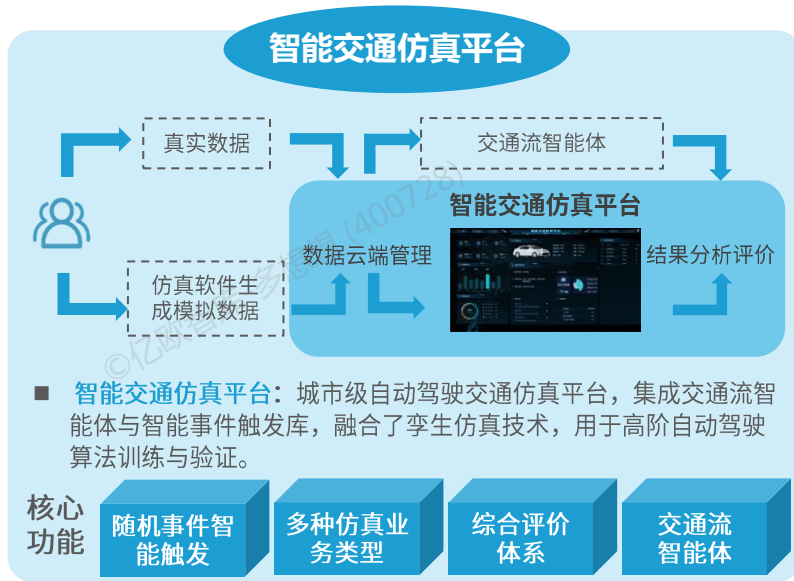 智能交通仿真平台
真实数据
交通流智能体
智能交通仿真平台
数据云端管理
结果分析评价
仿真软件生
成模拟数据
■ 智能交通仿真平台：城市级自动驾驶交通仿真平台，集成交通流智
能体与智能事件触发库，融合了孪生仿真技术，用于高阶自动驾驶
算法训练与验证。
核心
功能
随机事件智
能触发
多种仿真业
务类型
综合评价
体系
交通流
智能体